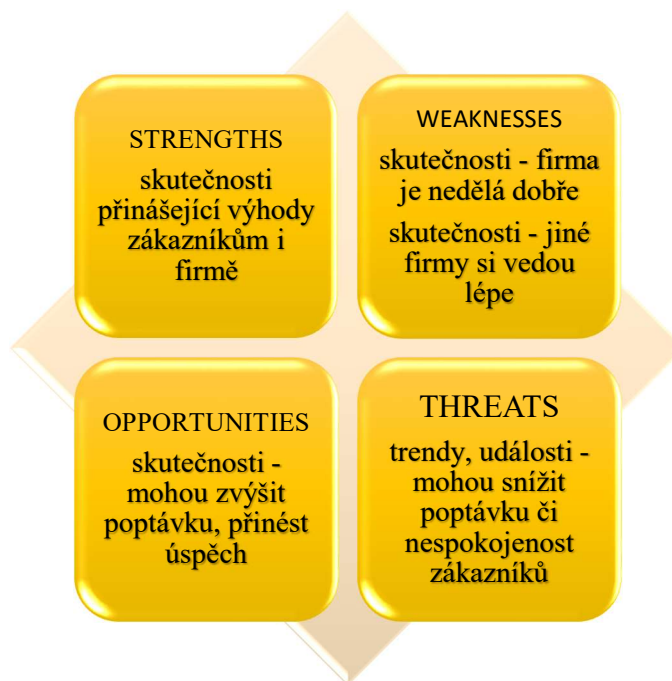 STRENGTHS
skutečnosti
přinášející výhody
zákazníkům i
firmě
WEAKNESSES
skutečnosti - firma
je nedělá dobře
skutečnosti - jiné
firmy si vedou
lépe
OPPORTUNITIES
skutečnosti -
mohou zvýšit
poptávku, přinést
úspěch
THREATS
trendy, události -
mohou snížit
poptávku či
nespokojenost
zákazníků